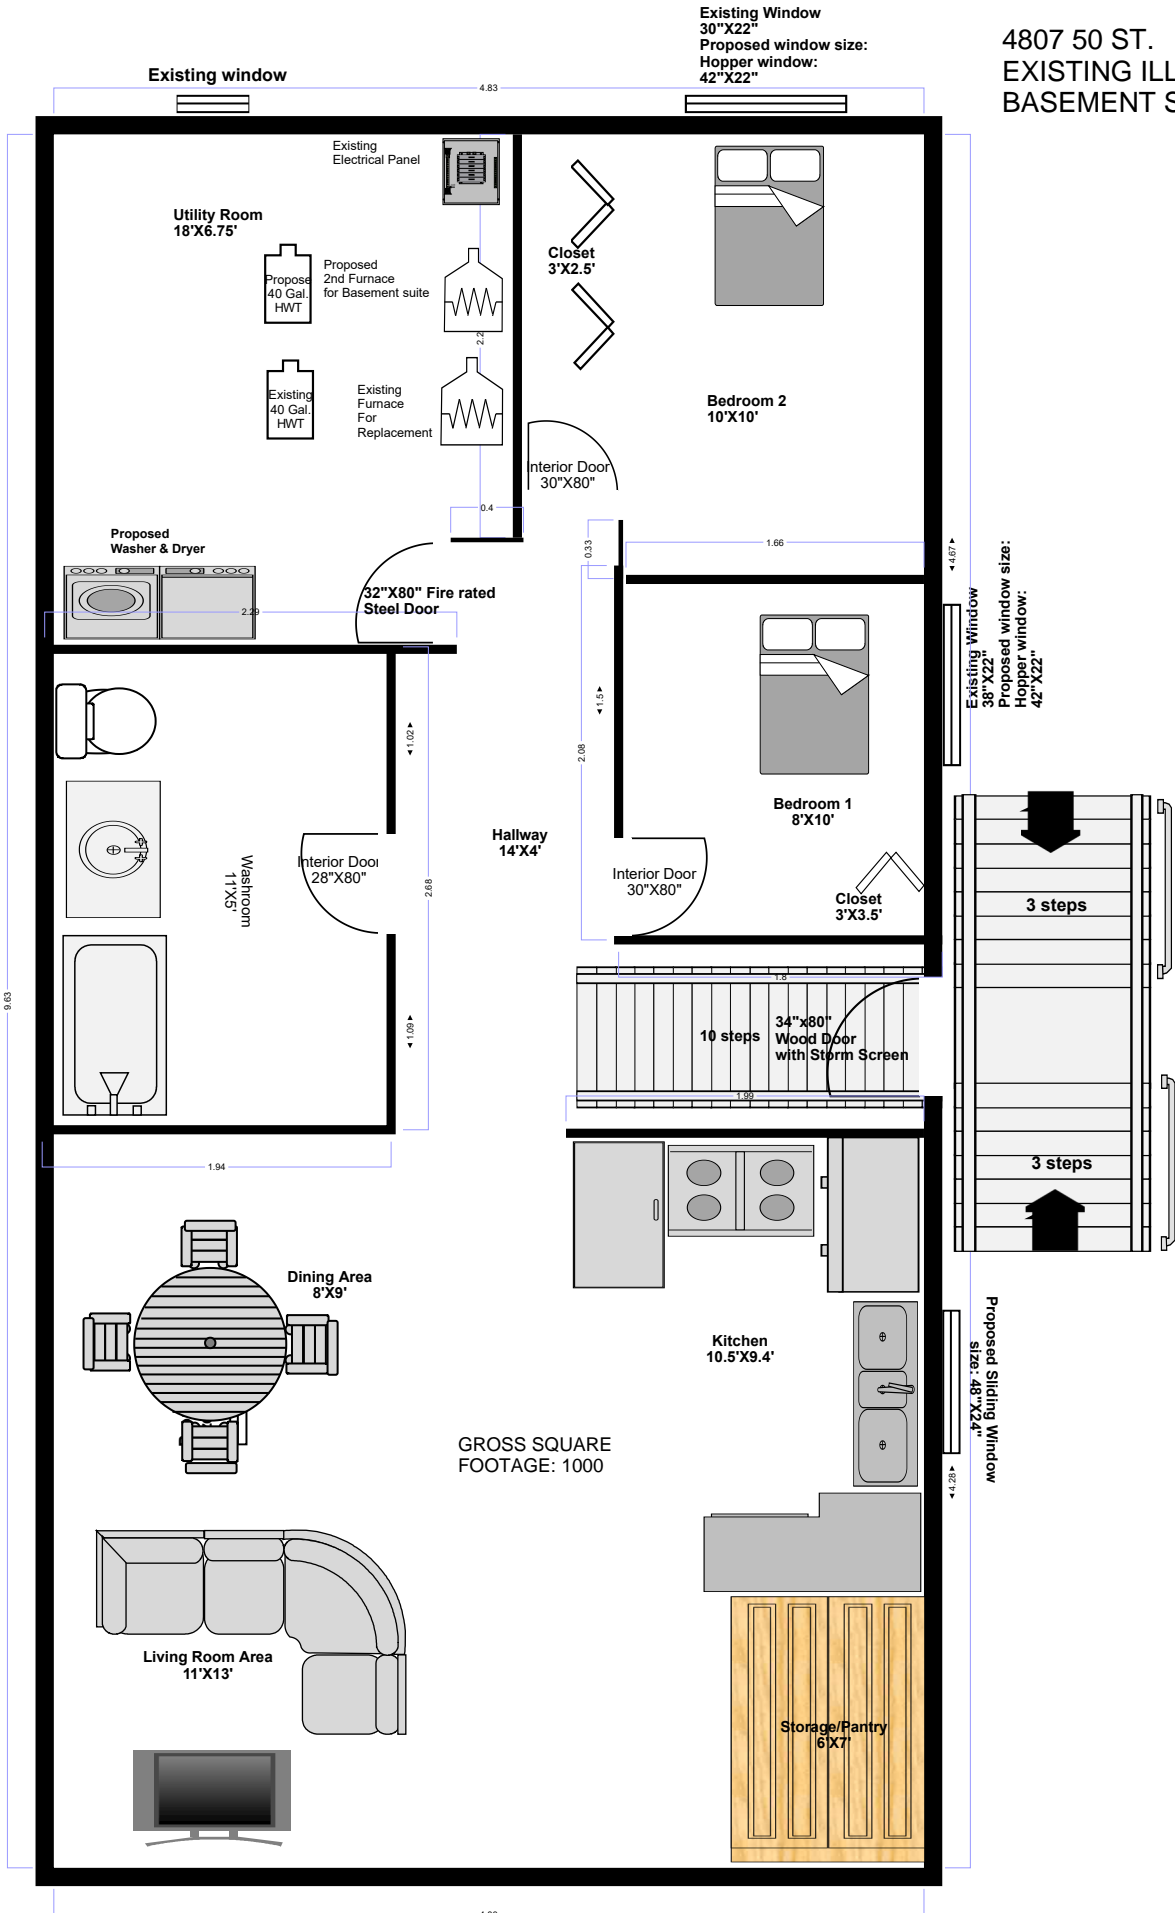 Existing Window
30"X22"
Proposed window size:
Hopper window:
42"X22"
4807 50 ST.
EXISTING ILL
BASEMENT S
Existing window
4.83
Existing
Electrical Panel
Utility Room
18'X6.75'
Closet
3'X2.5'
Propose
40 Gal.
HWT
Proposed
2nd Furnace
for Basement suite
2.2
Existing
40 Gal.
HWT
Existing
Furnace
For
Replacement
Bedroom 2
10'X10'
Interior Door
30"X80"
0.4
Proposed
Washer & Dryer
0.33
1.66
4.67
Existing Window
38"X22"
Proposed window size:
Hopper window:
42"X22"
32"X80" Fire rated
Steel Door
2.29
1.5
1.02
2.08
Bedroom 1
8'X10'
Hallway
14'X4'
Washroom
11'X5'
Interior Door
28"X80"
2.68
Interior Door
30"X80"
Closet
3'X3.5'
3 steps
9.63
1.8
1.09
10 steps
34"x80"
Wood Door
with Storm Screen
1.99
3 steps
1.94
Dining Area
8'X9'
Kitchen
10.5'X9.4'
Proposed Sliding Window
size: 48"X24"
GROSS SQUARE
FOOTAGE: 1000
4.28
Living Room Area
11'X13'
Storage/Pantry
6'X7'